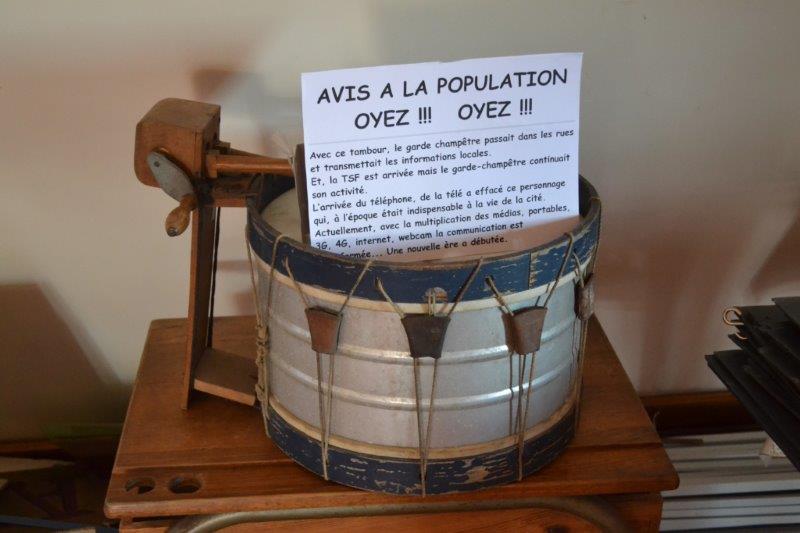 AVIS A LA POPULATION
OYEZ !!! OYEZ !!!
Avec ce tambour, le garde champêtre passait dans les rues
et transmettait les informations locales.
Et, la TSF est arrivée mais le garde-champêtre continuait
son activité.
L'arrivée du téléphone, de la télé a effacé ce personnage
qui, à l'époque était indispensable à la vie de la cité.
Actuellement, avec la multiplication des médias, portables,
3G, 4G, internet, webcam la communication est
Une nouvelle ère a débutée.